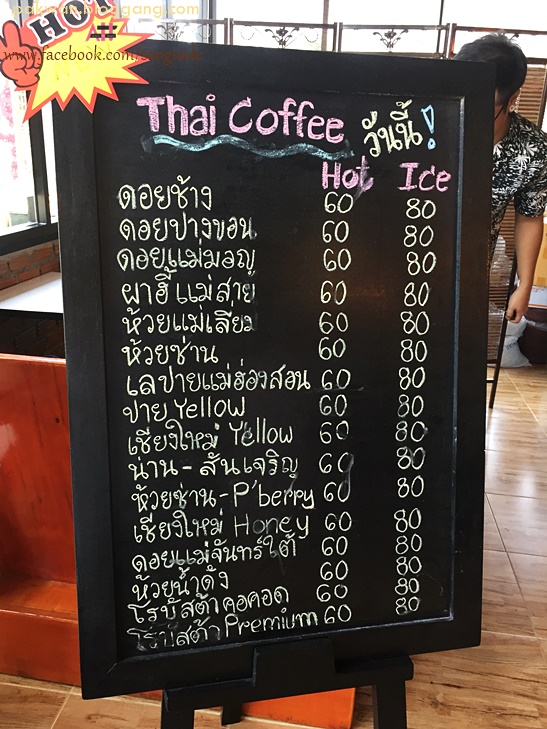 pakwan.bloggang.com
HOT
Thai Coffee วันนี้!
Hot Ice
ดอยช้าง 60 80
ดอยปางขอน 60 80
ดอยแม่มอญ 60 80
ผาฮี้ แม่สาย 60 80
ห้วยแม่เลี่ยม 60 80
ห้วยซ่าน 60 80
เลปายแม่ฮ่องสอน 60 80
ปาย Yellow 60 80
เชียงใหม่ Yellow 60 80
น่าน - สันเจริญ 60 80
ห้วยซ่าน - P'berry 60 80
เชียงใหม่ Honey 60 80
ดอยแม่จันทร์ใต้ 60 80
ห้วยน้ำดัง 60 80
โรบัสต้า คอคอด 60 80
โรบัสต้า Premium 60 80